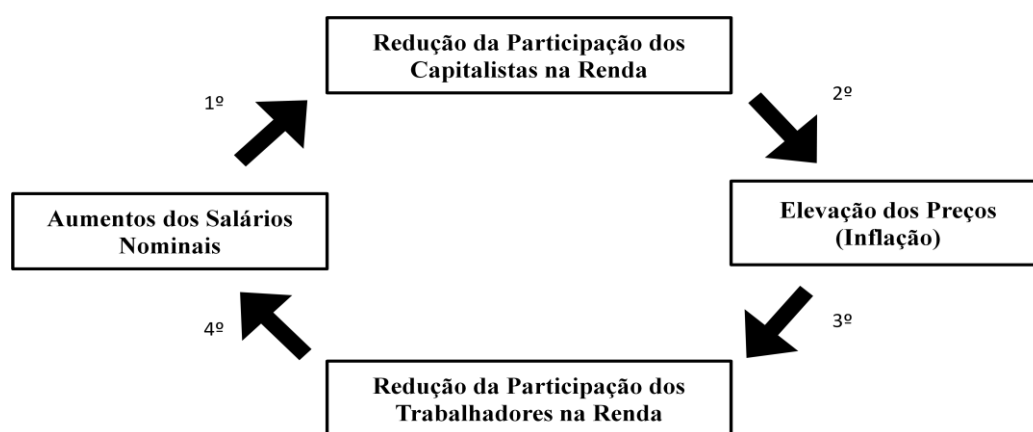 Redução da Participação dos
Capitalistas na Renda
1º
2º
Aumentos dos Salários
Nominais
Elevação dos Preços
(Inflação)
4º
3º
Redução da Participação dos
Trabalhadores na Renda